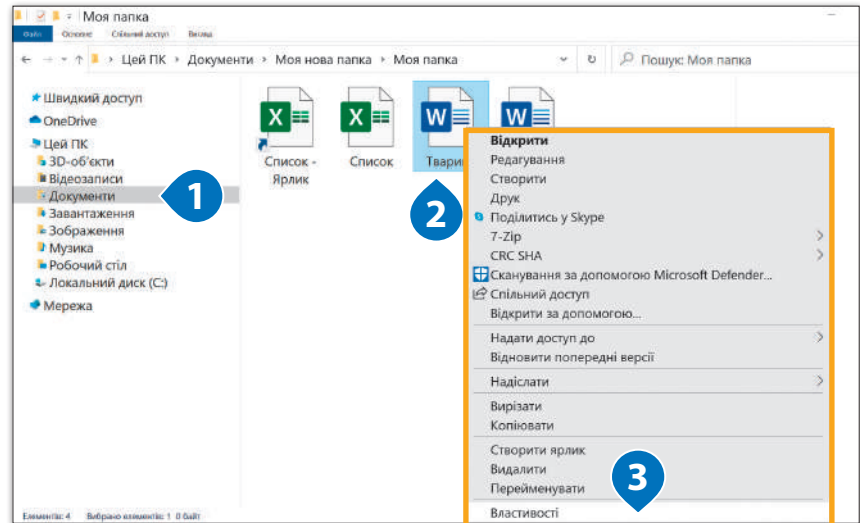 Моя папка
Файл Основне Спільний доступ Вигляд
Цей ПК › Документи › Моя нова папка › Моя папка
Пошук: Моя папка
Швидкий доступ
OneDrive
Цей ПК
3D-об'єкти
Відеозаписи
Документи
Завантаження
Зображення
Музика
Робочий стіл
Локальний диск (C:)
Мережа
1
Список -
Ярлик
Список
2
Відкрити
Редагування
Створити
Друк
Поділитись у Skype
7-Zip
CRC SHA
Сканування за допомогою Microsoft Defender...
Спільний доступ
Відкрити за допомогою...
Надати доступ до
Відновити попередні версії
Надіслати
Вирізати
Копіювати
Створити ярлик
Видалити
Перейменувати
3
Властивості
Елементів: 4 Вибрано елементів: 1 0 байт